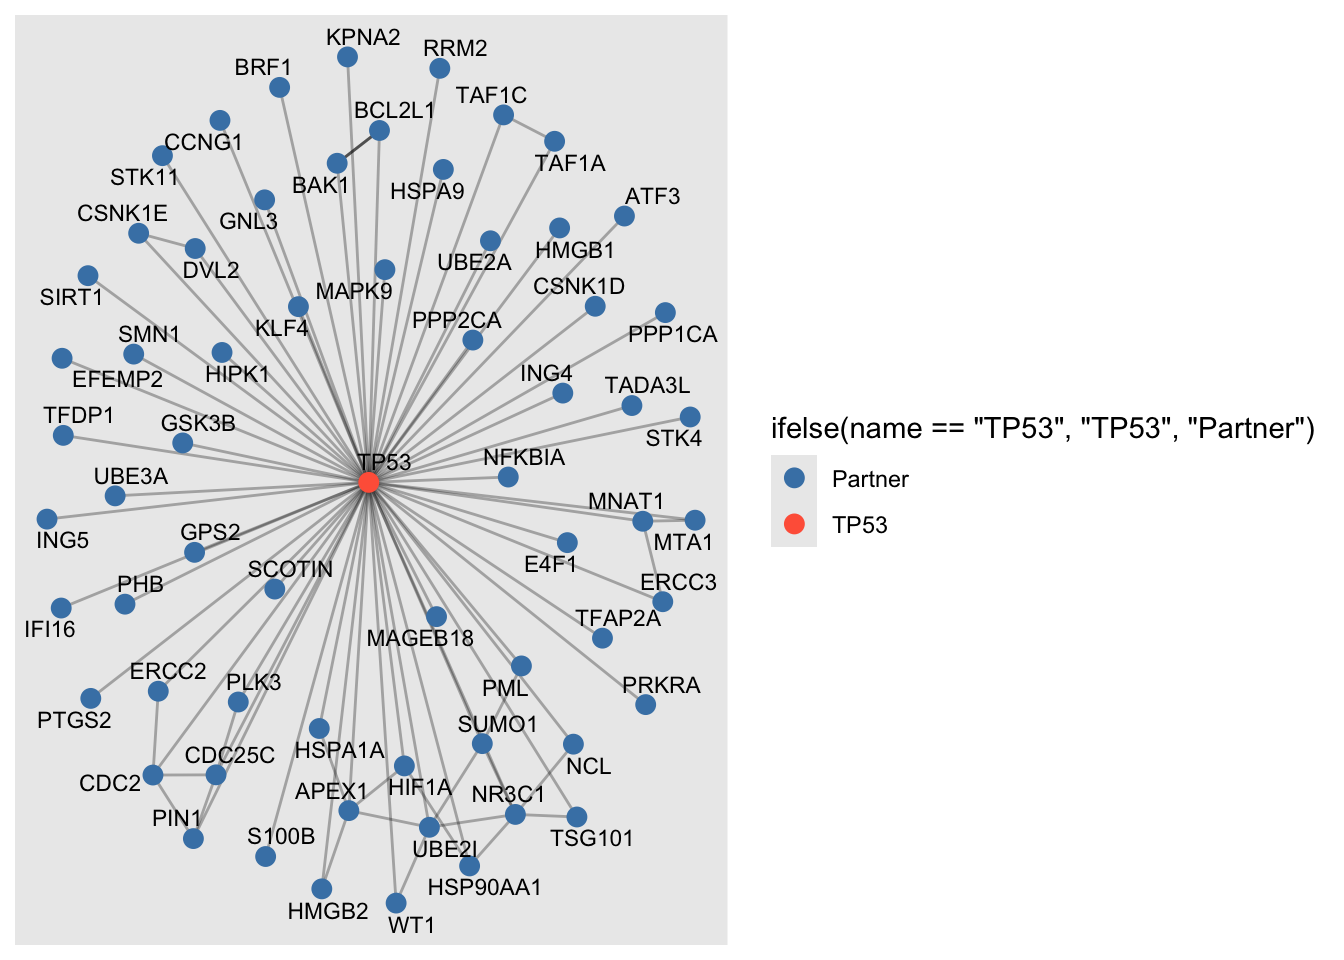 KPNA2
RRM2
BRF1
TAF1C
BCL2L1
CCNG1
TAF1A
STK11
BAK1
HSPA9
ATF3
CSNK1E
GNL3
HMGB1
UBE2A
DVL2
CSNK1D
SIRT1
MAPK9
PPP2CA
KLF4
SMN1
PPP1CA
ING4
HIPK1
EFEMP2
TADA3L
TFDP1
GSK3B
STK4
TP53
NFKBIA
UBE3A
MNAT1
GPS2
ING5
MTA1
E4F1
SCOTIN
PHB
ERCC3
TFAP2A
IFI16
MAGEB18
ERCC2
PLK3
PML
PRKRA
PTGS2
SUMO1
HSPA1A
CDC25C
NCL
CDC2
HIF1A
APEX1
NR3C1
PIN1
S100B
TSG101
UBE2I
HSP90AA1
HMGB2
WT1
ifelse(name == "TP53", "TP53", "Partner")
Partner
TP53